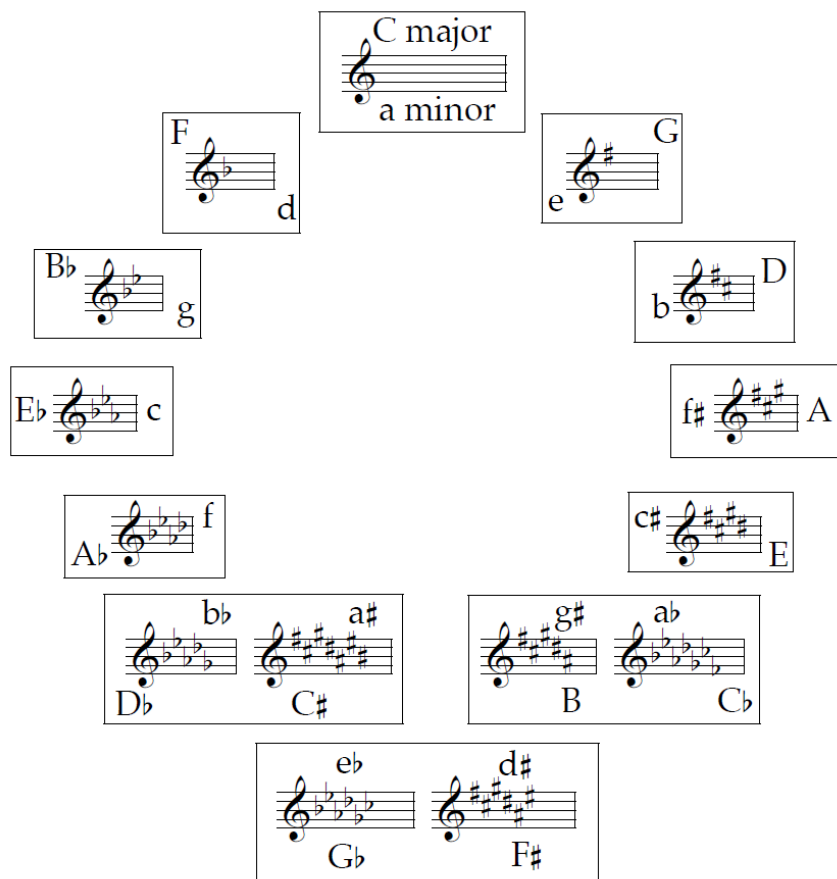 C major
a minor
F
d
G
e
B♭
g
D
b
E♭ c
f♯ A
A♭ f
c♯ E
b♭ a♯
D♭ C♯
g♯ a♭
B C♭
e♭ d♯
G♭ F♯